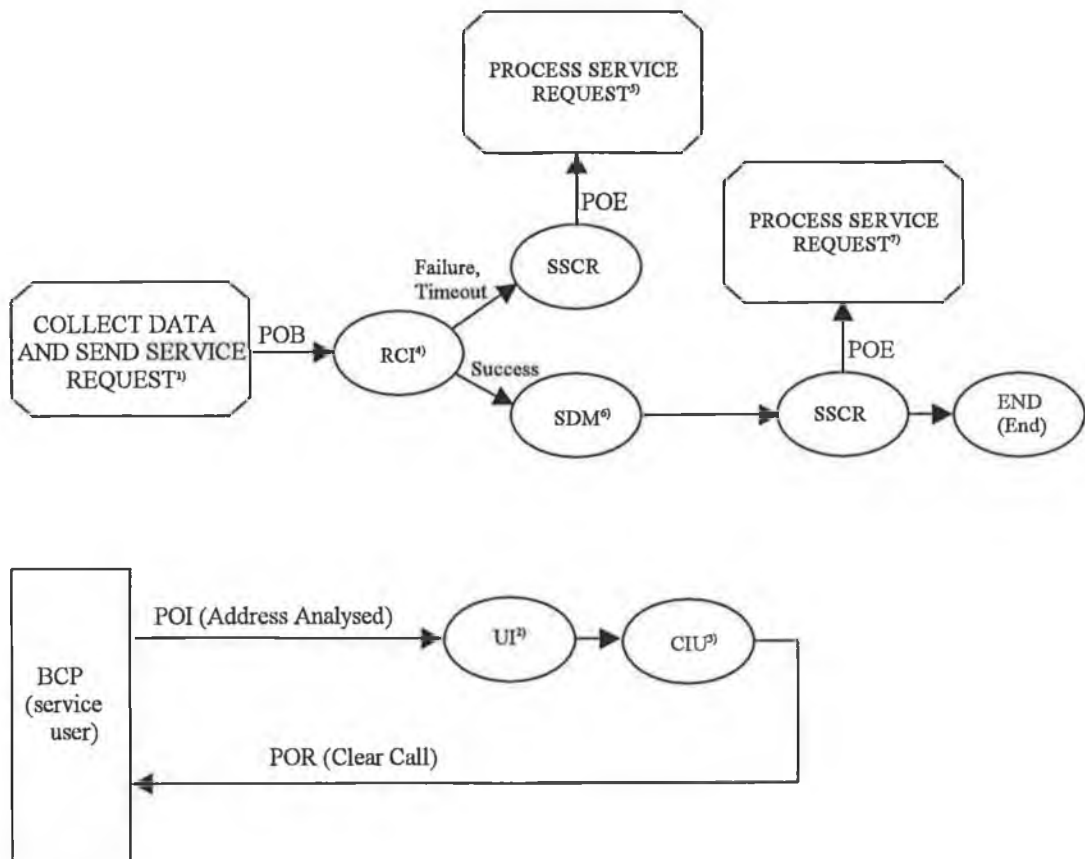 PROCESS SERVICE
REQUEST⁵⁾
POE
SSCR
Failure,
Timeout
PROCESS SERVICE
REQUEST⁷⁾
COLLECT DATA
AND SEND SERVICE
REQUEST¹⁾
POB
RCI⁴⁾
Success
SDM⁶⁾
POE
SSCR
END
(End)
BCP
(service
user)
POI (Address Analysed)
UI²⁾
CIU³⁾
POR (Clear Call)